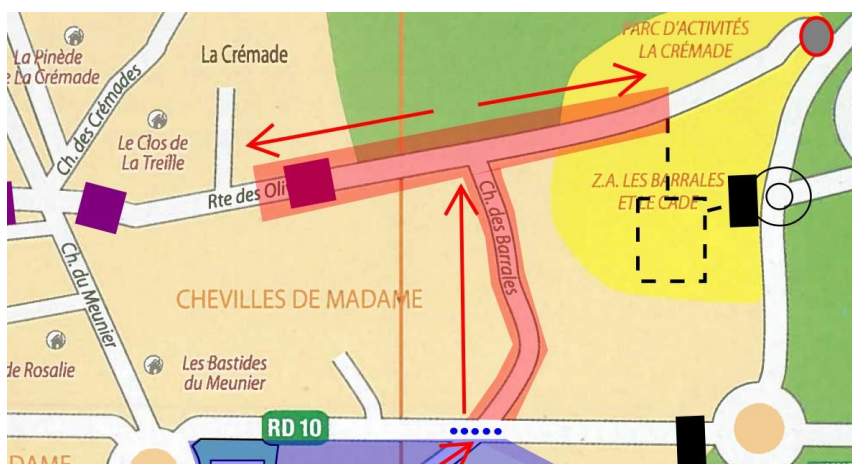 PARC D'ACTIVITÉS
LA CRÉMADE
La Pinède
e La Crémade
La Crémade
Ch. des Crémades
Le Clos de
La Treille
Rte des Oli
Z.A. LES BARRALES
ET LE CADE
Ch. des Barrales
Ch. du Meunier
CHEVILLES DE MADAME
de Rosalie
Les Bastides
du Meunier
RD 10
DAME